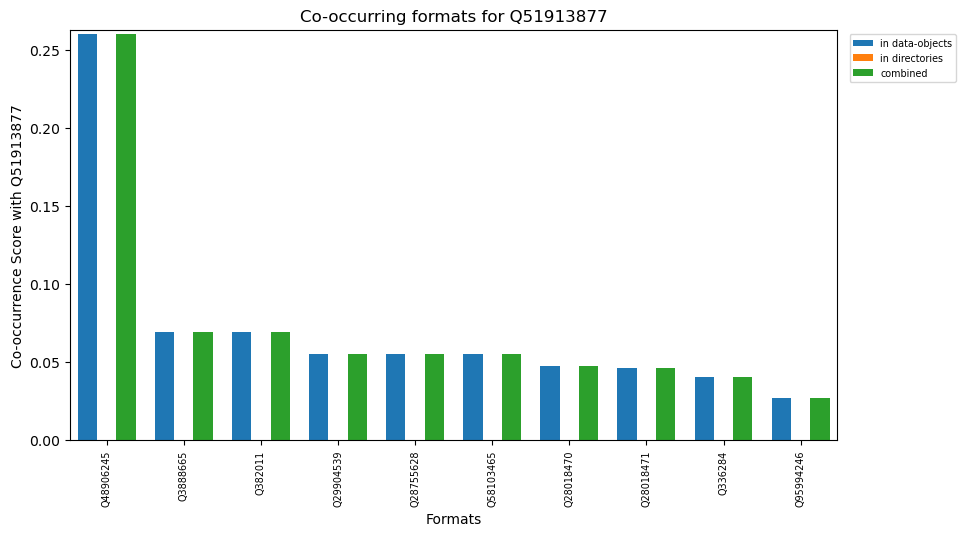 Co-occurring formats for Q51913877
Co-occurrence Score with Q51913877
0.25
0.20
0.15
0.10
0.05
0.00
Q48906245
Q3888665
Q382011
Q29904539
Q28755628
Q58103465
Q28018470
Q28018471
Q336284
Q95994246
Formats
in data-objects
in directories
combined